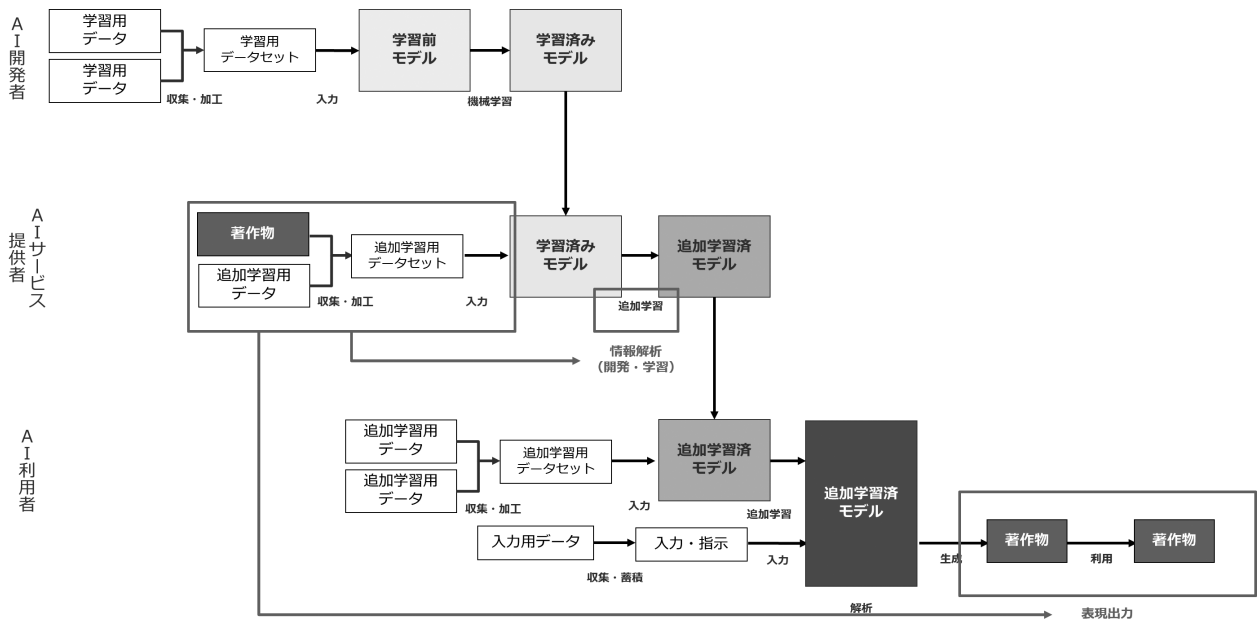 AI開発者
学習用
データ
学習用
データ
収集・加工
学習用
データセット
入力
学習前
モデル
機械学習
学習済み
モデル
AIサービス
提供者
著作物
追加学習用
データ
収集・加工
追加学習用
データセット
入力
学習済み
モデル
追加学習
追加学習済
モデル
情報解析
（開発・学習）
AI利用者
追加学習用
データ
追加学習用
データ
収集・加工
追加学習用
データセット
入力
追加学習済
モデル
追加学習
入力用データ
収集・蓄積
入力・指示
入力
追加学習済
モデル
解析
生成
著作物
利用
著作物
表現出力